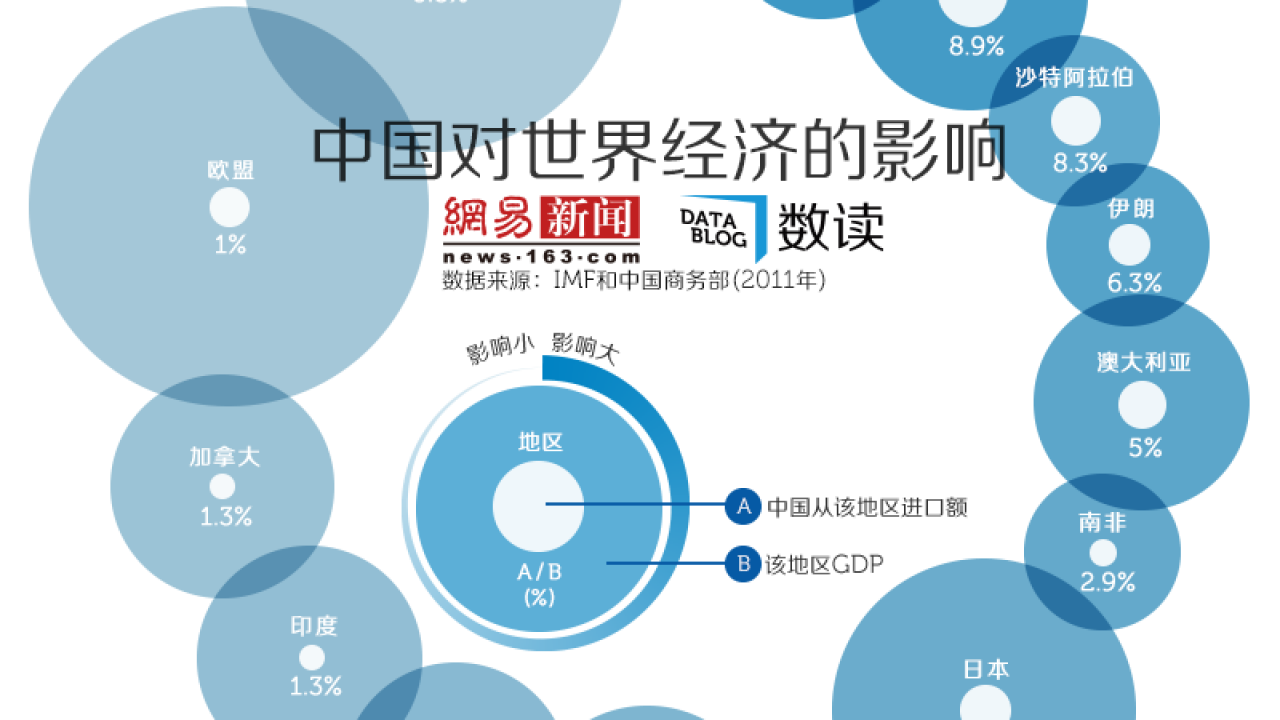 8.9%
沙特阿拉伯
8.3%
中国对世界经济的影响
欧盟
1%
網易新闻
news·163·com
DATA
BLOG
数读
数据来源：IMF和中国商务部(2011年)
伊朗
6.3%
影响小 影响大
澳大利亚
5%
地区
A/B
(%)
A 中国从该地区进口额
B 该地区GDP
加拿大
1.3%
南非
2.9%
印度
1.3%
日本